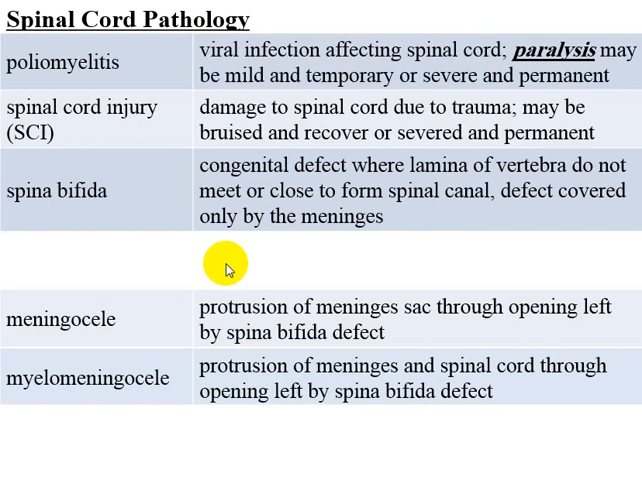 Spinal Cord Pathology
poliomyelitis
viral infection affecting spinal cord; paralysis may
be mild and temporary or severe and permanent
spinal cord injury
(SCI)
damage to spinal cord due to trauma; may be
bruised and recover or severed and permanent
spina bifida
congenital defect where lamina of vertebra do not
meet or close to form spinal canal, defect covered
only by the meninges
meningocele
protrusion of meninges sac through opening left
by spina bifida defect
myelomeningocele
protrusion of meninges and spinal cord through
opening left by spina bifida defect